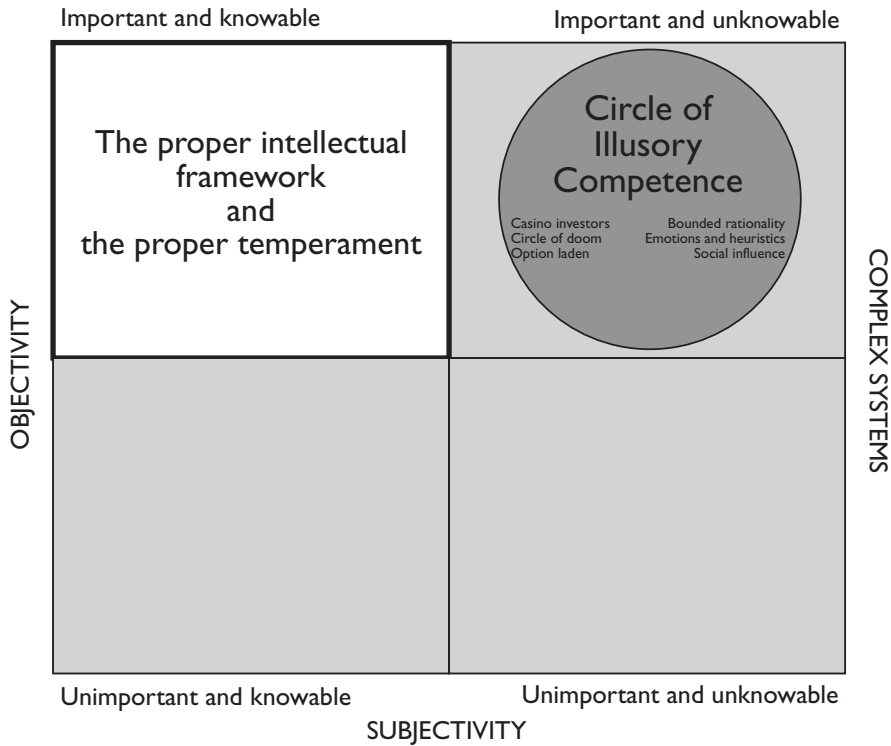 Important and knowable
Important and unknowable
The proper intellectual
framework
and
the proper temperament
Circle of
Illusory
Competence
Casino investors
Circle of doom
Option laden
Bounded rationality
Emotions and heuristics
Social influence
OBJECTIVITY
COMPLEX SYSTEMS
Unimportant and knowable
Unimportant and unknowable
SUBJECTIVITY